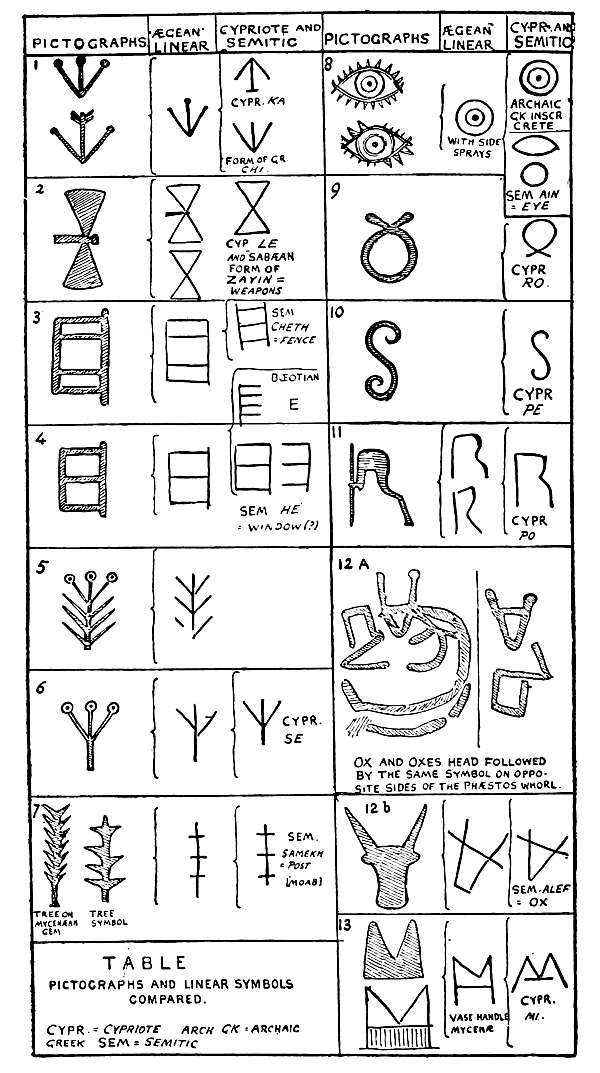 PICTOGRAPHS
"ÆGEAN" LINEAR
CYPRIOTE AND SEMITIC
PICTOGRAPHS
"ÆGEAN" LINEAR
CYPR. AND SEMITIC
1
CYPR. KA
FORM OF GR
CHI.
2
CYP LE
AND SABÆAN
FORM OF
ZAYIN =
WEAPONS
3
SEM
CHETH
= FENCE
BŒOTIAN
E
4
SEM HE
= WINDOW (?)
5
6
CYPR.
SE
7
TREE ON
MYCENÆAN
GEM
TREE
SYMBOL
SEM.
SAMEKH
= POST
[MOAB]
TABLE
PICTOGRAPHS AND LINEAR SYMBOLS
COMPARED.
CYPR. = CYPRIOTE ARCH GK = ARCHAIC
GREEK SEM = SEMITIC
8
WITH SIDE
SPRAYS
ARCHAIC
GK INSCR
CRETE
SEM AIN
= EYE
9
CYPR
RO.
10
CYPR
PE
11
CYPR
PO
12 A
OX AND OXES HEAD FOLLOWED
BY THE SAME SYMBOL ON OPPO-
SITE SIDES OF THE PHÆSTOS WHORL.
12 b
SEM. ALEF
= OX
13
VASE HANDLE
MYCENÆ
CYPR.
MI.